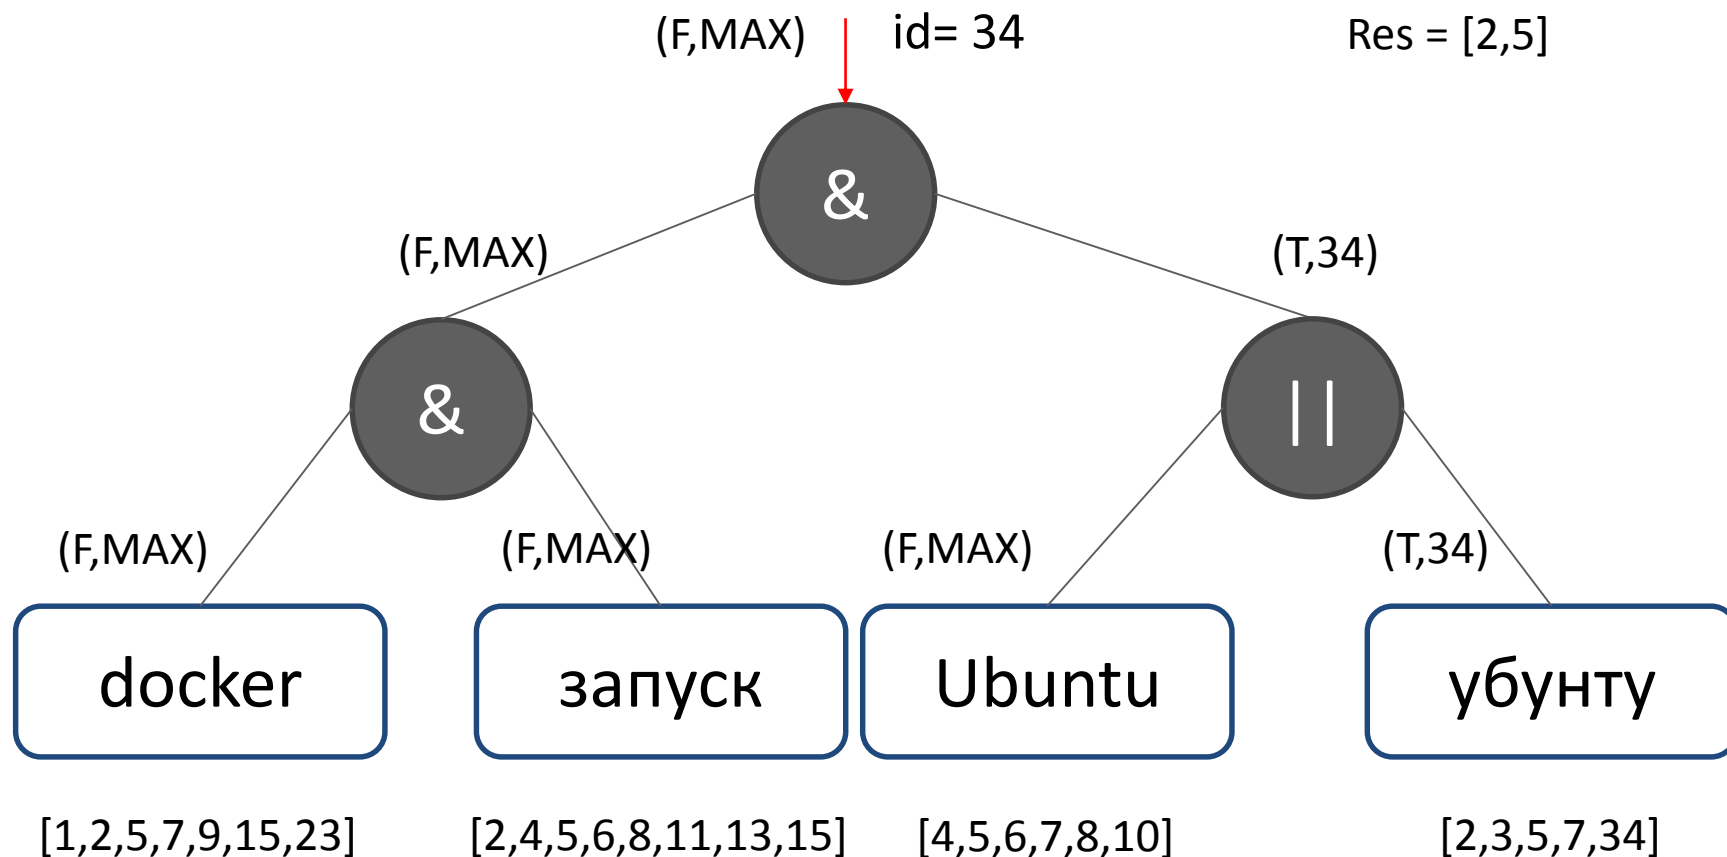 (F,MAX) id= 34 Res = [2,5]
&
(F,MAX) (T,34)
& ||
(F,MAX) (F,MAX) (F,MAX) (T,34)
docker запуск Ubuntu убунту
[1,2,5,7,9,15,23] [2,4,5,6,8,11,13,15] [4,5,6,7,8,10] [2,3,5,7,34]